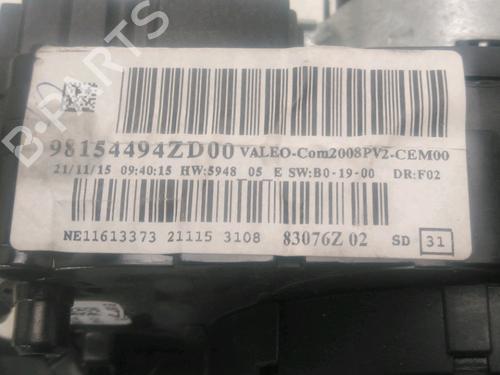 98154494ZD00 VALEO-Com2008PV2-CEM00
21/11/15 09:40:15 HW:5948 05 E SW:B0-19-00 DR:F02
NE11613373 21115 3108 83076Z 02 SD 31
B-PARTS